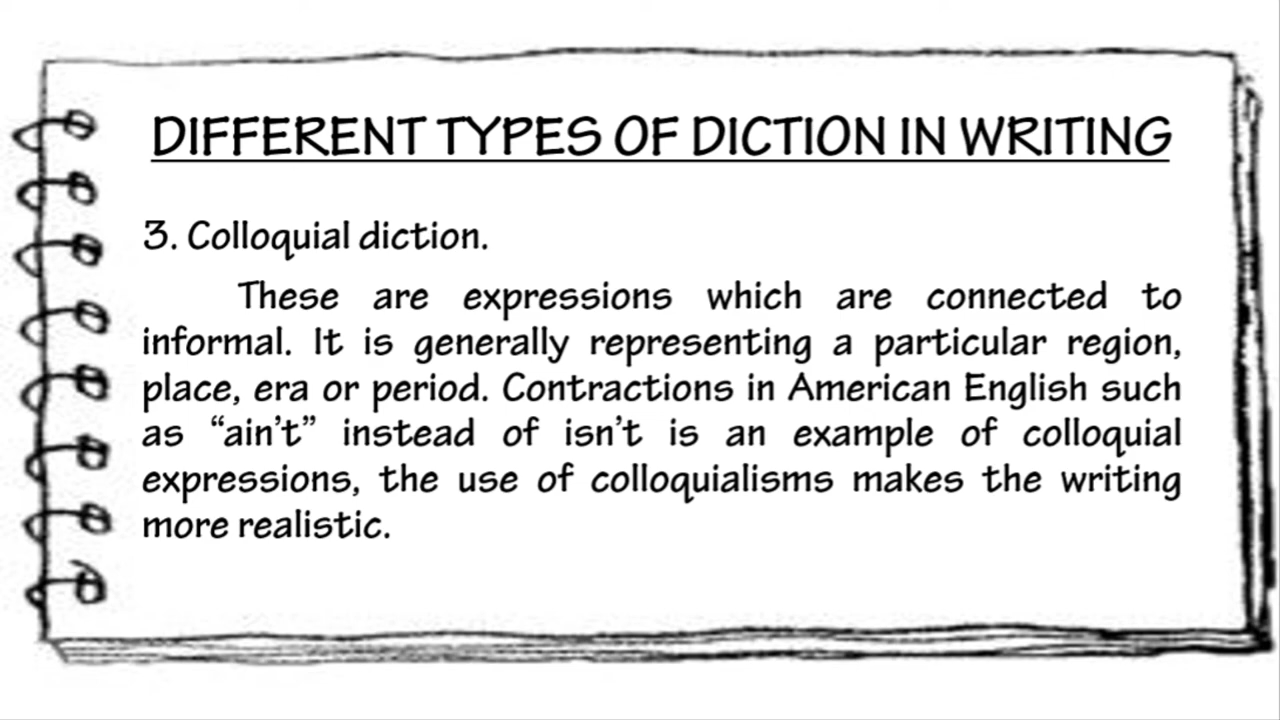 DIFFERENT TYPES OF DICTION IN WRITING
3. Colloquial diction.
These are expressions which are connected to
informal. It is generally representing a particular region,
place, era or period. Contractions in American English such
as “ain’t” instead of isn’t is an example of colloquial
expressions, the use of colloquialisms makes the writing
more realistic.